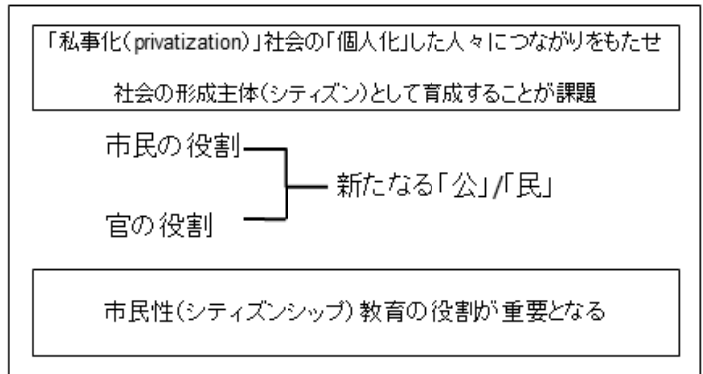 「私事化(privatization)」社会の「個人化」した人々につながりをもたせ
社会の形成主体(シティズン)として育成することが課題
市民の役割
新たなる「公」/「民」
官の役割
市民性(シティズンシップ)教育の役割が重要となる